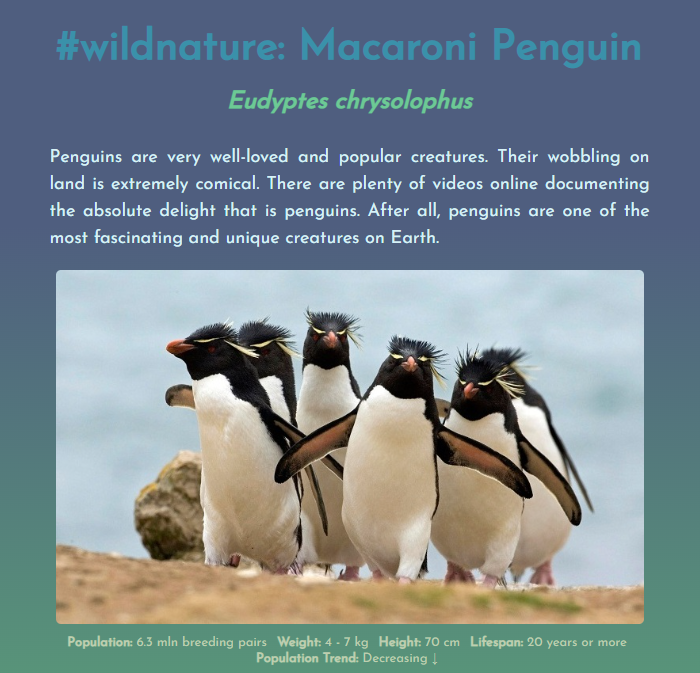 #wildnature: Macaroni Penguin
Eudyptes chrysolophus
Penguins are very well-loved and popular creatures. Their wobbling on
land is extremely comical. There are plenty of videos online documenting
the absolute delight that is penguins. After all, penguins are one of the
most fascinating and unique creatures on Earth.
Population: 6.3 mln breeding pairs Weight: 4 - 7 kg Height: 70 cm Lifespan: 20 years or more
Population Trend: Decreasing ↓